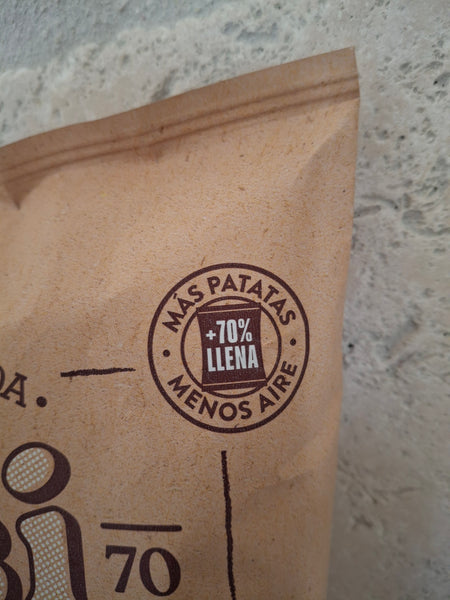 MÁS PATATAS
+70%
LLENA
MENOS AIRE
DA.
70